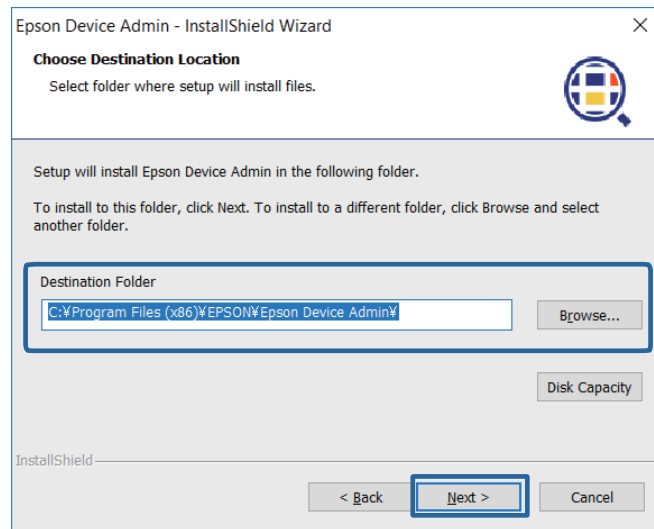 Epson Device Admin - InstallShield Wizard
Choose Destination Location
Select folder where setup will install files.
Setup will install Epson Device Admin in the following folder.
To install to this folder, click Next. To install to a different folder, click Browse and select
another folder.
Destination Folder
C:¥Program Files (x86)¥EPSON¥Epson Device Admin¥
Browse...
Disk Capacity
InstallShield
< Back
Next >
Cancel